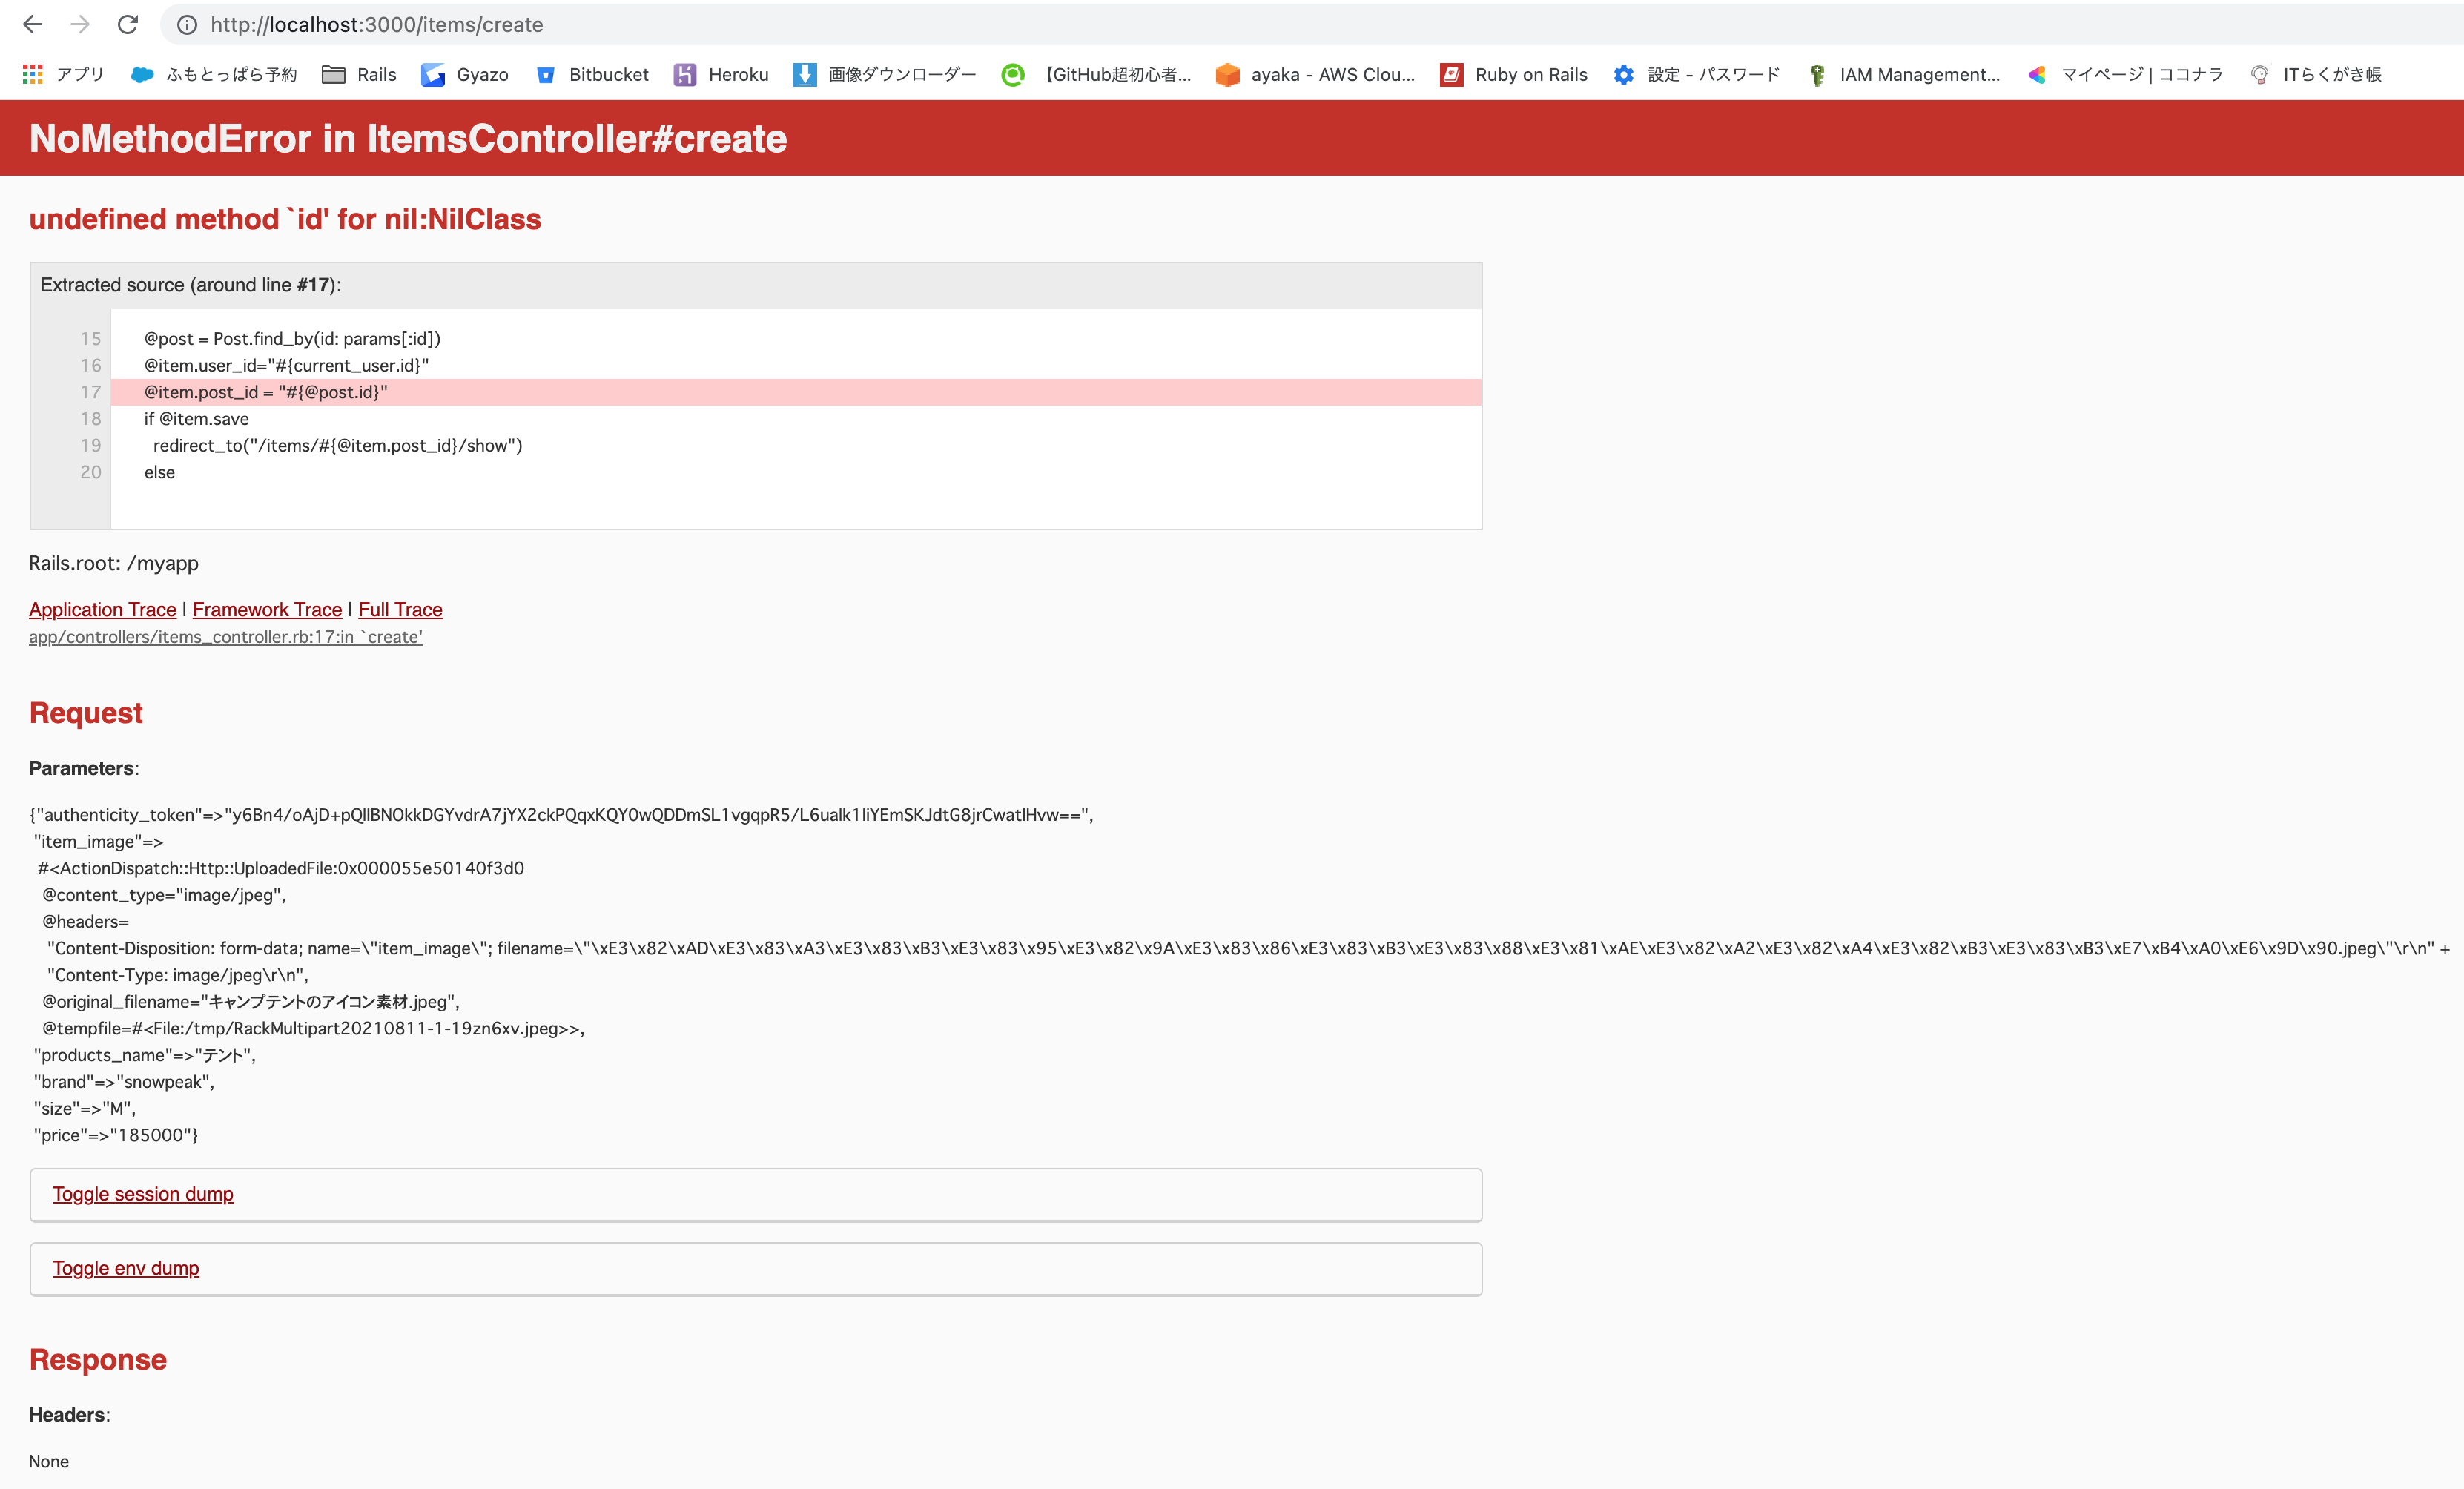 http://localhost:3000/items/create
アプリ ふもとっぱら予約 Rails Gyazo Bitbucket Heroku 画像ダウンローダー 【GitHub超初心者... ayaka - AWS Clou... Ruby on Rails 設定 - パスワード IAM Management... マイページ | ココナラ ITらくがき帳
NoMethodError in ItemsController#create
undefined method `id' for nil:NilClass
Extracted source (around line #17):
15 @post = Post.find_by(id: params[:id])
16 @item.user_id="#{current_user.id}"
17 @item.post_id = "#{@post.id}"
18 if @item.save
19 redirect_to("/items/#{@item.post_id}/show")
20 else
Rails.root: /myapp
Application Trace | Framework Trace | Full Trace
app/controllers/items_controller.rb:17:in `create'
Request
Parameters:
{"authenticity_token"=>"y6Bn4/oAjD+pQlIBNOkkDGYvdrA7jYX2ckPQqxKQY0wQDDmSL1vgqpR5/L6ualk1IiYEmSKJdtG8jrCwatIHvw==",
"item_image"=>
#<ActionDispatch::Http::UploadedFile:0x000055e50140f3d0
@content_type="image/jpeg",
@headers=
"Content-Disposition: form-data; name=\"item_image\"; filename=\"\xE3\x82\xAD\xE3\x83\xA3\xE3\x83\xB3\xE3\x83\x95\xE3\x82\x9A\xE3\x83\x86\xE3\x83\xB3\xE3\x83\x88\xE3\x81\xAE\xE3\x82\xA2\xE3\x82\xA4\xE3\x82\xB3\xE3\x83\xB3\xE7\xB4\xA0\xE6\x9D\x90.jpeg\"\r\n" +
"Content-Type: image/jpeg\r\n",
@original_filename="キャンプテントのアイコン素材.jpeg",
@tempfile=#<File:/tmp/RackMultipart20210811-1-19zn6xv.jpeg>>,
"products_name"=>"テント",
"brand"=>"snowpeak",
"size"=>"M",
"price"=>"185000"}
Toggle session dump
Toggle env dump
Response
Headers:
None